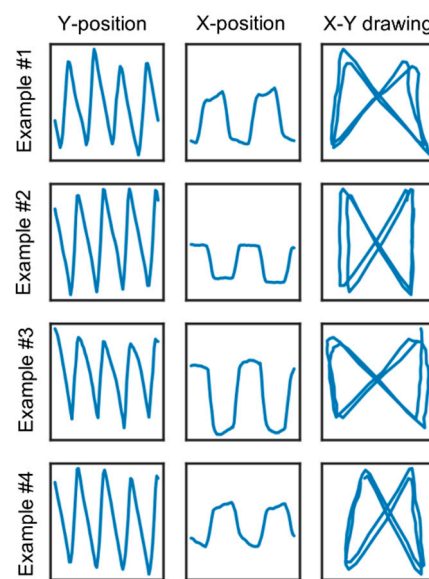 Y-position X-position X-Y drawing
Example #1
Example #2
Example #3
Example #4